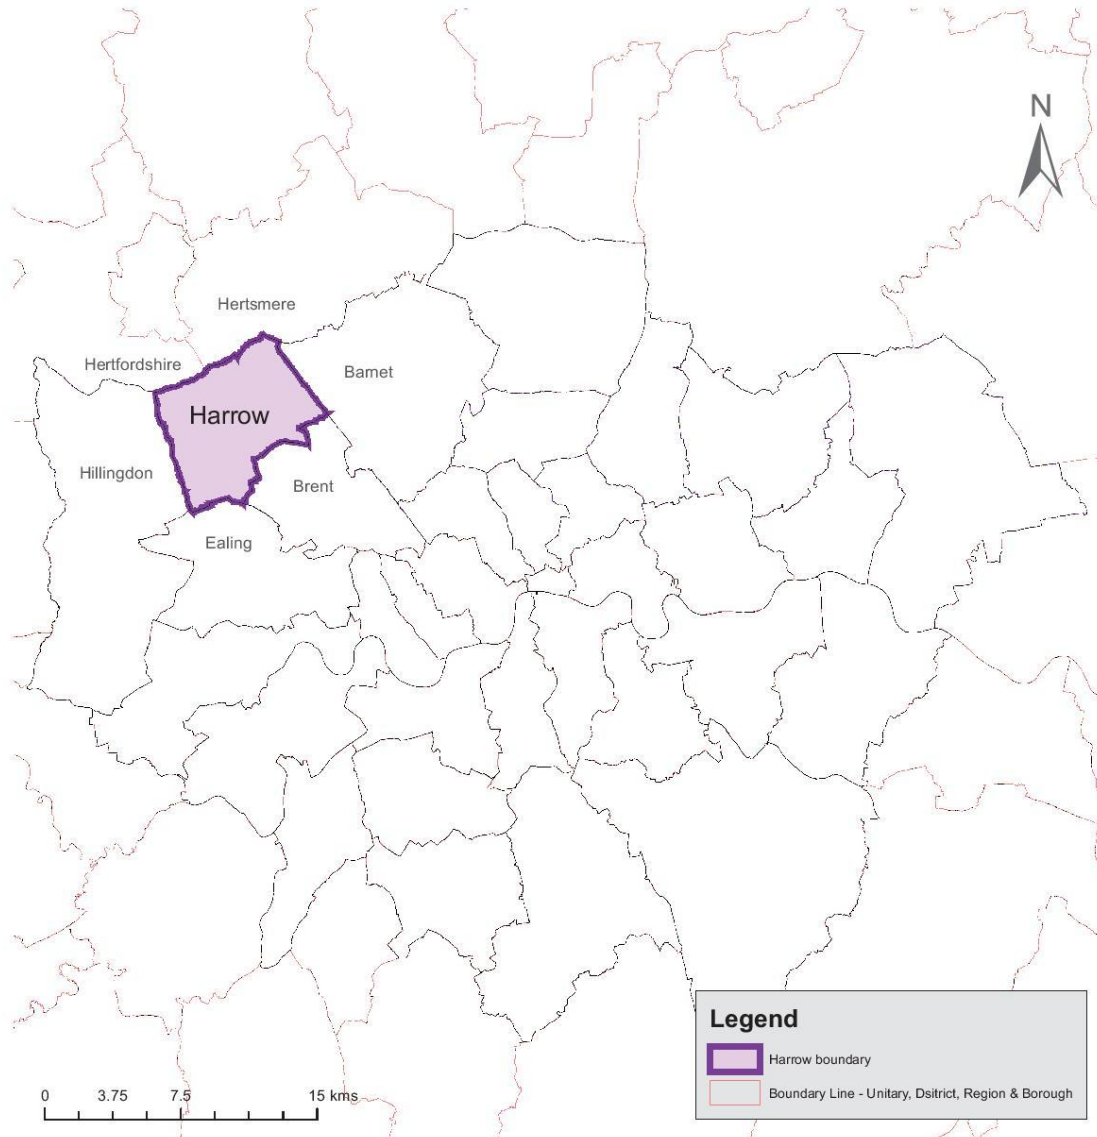 N
Hertsmere
Hertfordshire
Barnet
Harrow
Hillingdon
Brent
Ealing
Legend
Harrow boundary
Boundary Line - Unitary, Dsitrict, Region & Borough
0 3.75 7.5 15 kms